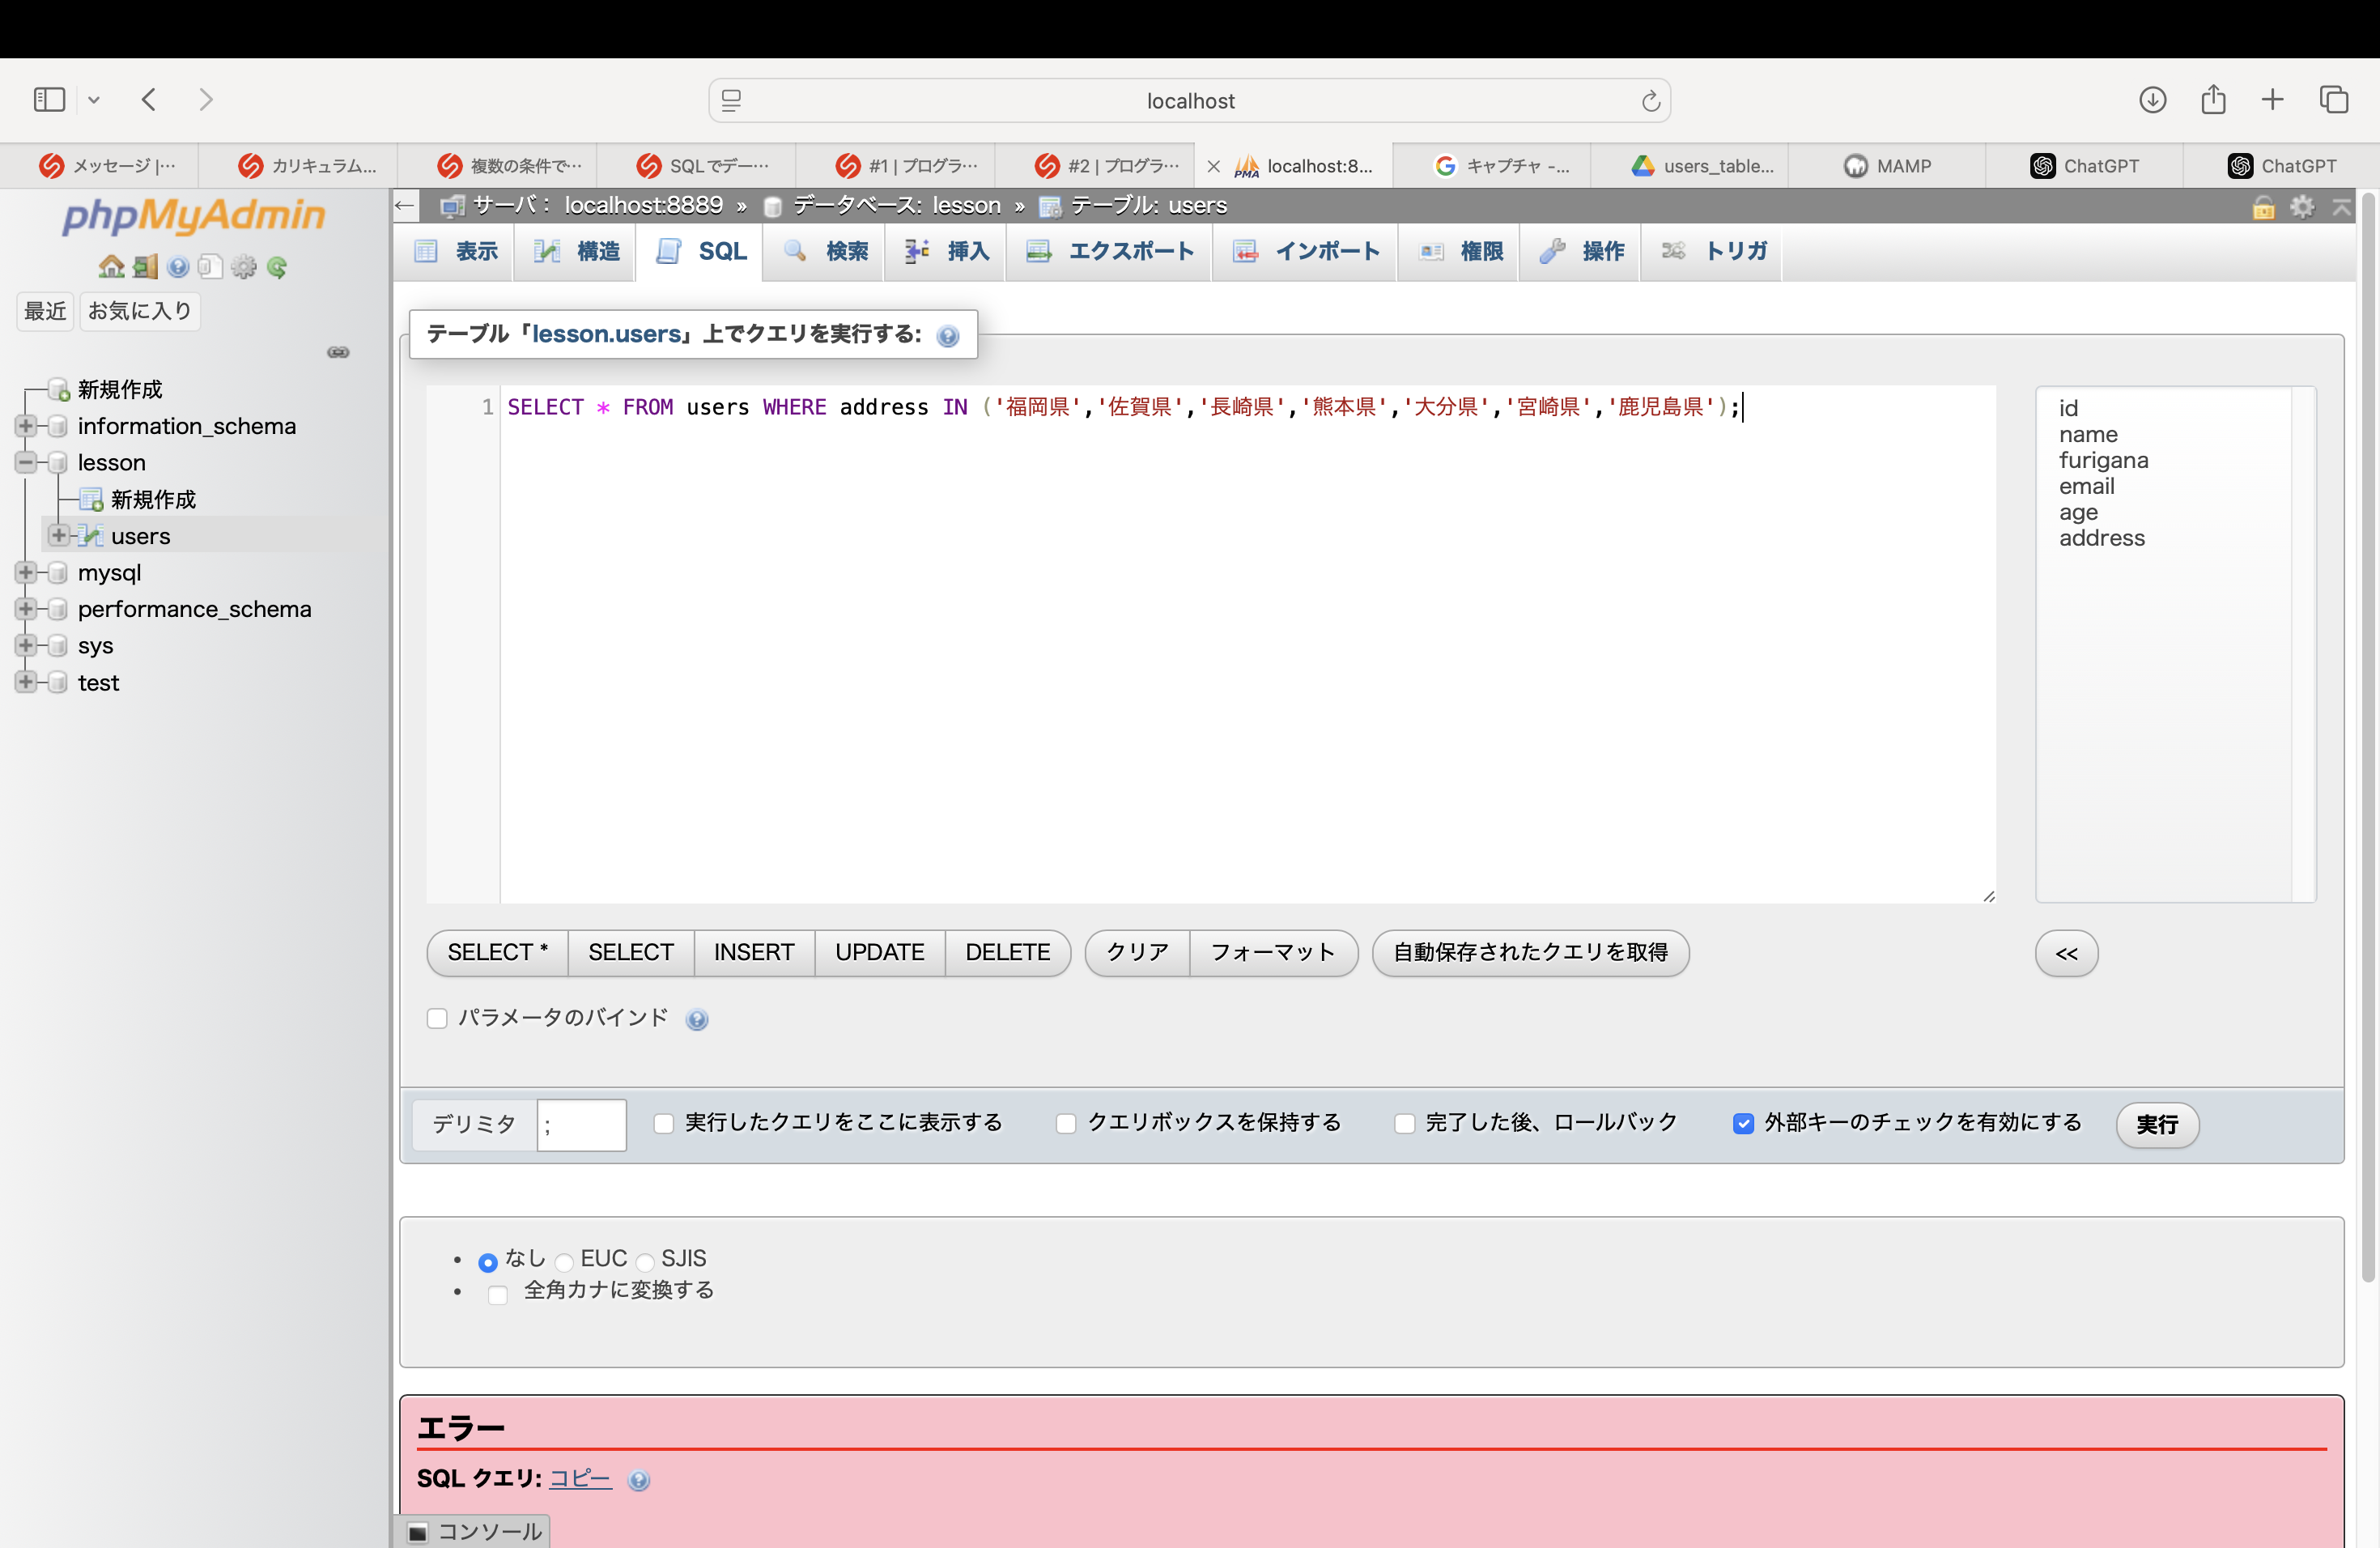 localhost
メッセージ |…
カリキュラム...
複数の条件で…
SQLでデー…
#1 | プログラ…
#2 | プログラ…
PMA
localhost:8...
キャプチャ -...
users_table...
MAMP
ChatGPT
ChatGPT
phpMyAdmin
最近
お気に入り
新規作成
information_schema
lesson
新規作成
users
mysql
performance_schema
sys
test
サーバ： localhost:8889 » データベース: lesson » テーブル: users
表示
構造
SQL
検索
挿入
エクスポート
インポート
権限
操作
トリガ
テーブル「lesson.users」上でクエリを実行する:
1 SELECT * FROM users WHERE address IN ('福岡県','佐賀県','長崎県','熊本県','大分県','宮崎県','鹿児島県');
id
name
furigana
email
age
address
SELECT *
SELECT
INSERT
UPDATE
DELETE
クリア
フォーマット
自動保存されたクエリを取得
<<
パラメータのバインド
デリミタ
;
実行したクエリをここに表示する
クエリボックスを保持する
完了した後、ロールバック
外部キーのチェックを有効にする
実行
なし EUC SJIS
全角カナに変換する
エラー
SQL クエリ: コピー
コンソール